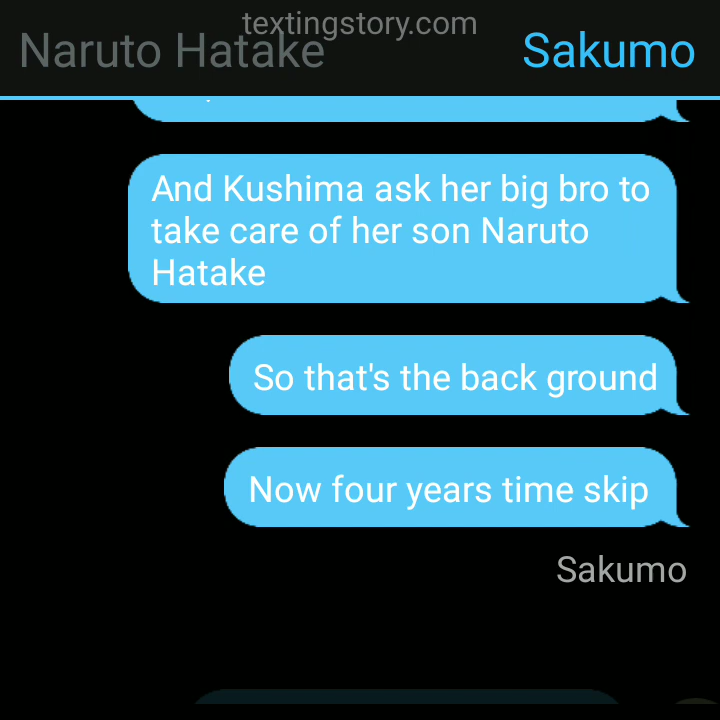 textingstory.com
Naruto Hatake
Sakumo
And Kushima ask her big bro to
take care of her son Naruto
Hatake
So that's the back ground
Now four years time skip
Sakumo